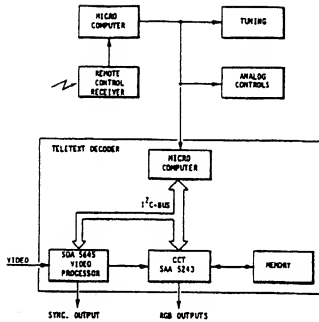 MICRO
COMPUTER
TUNING
REMOTE
CONTROL
RECEIVER
ANALOG
CONTROLS
TELETEXT DECODER
MICRO
COMPUTER
I²C-BUS
VIDEO
SDA 5645
VIDEO
PROCESSOR
CCT
SAA 5243
MEMORY
SYNC. OUTPUT
RGB OUTPUTS